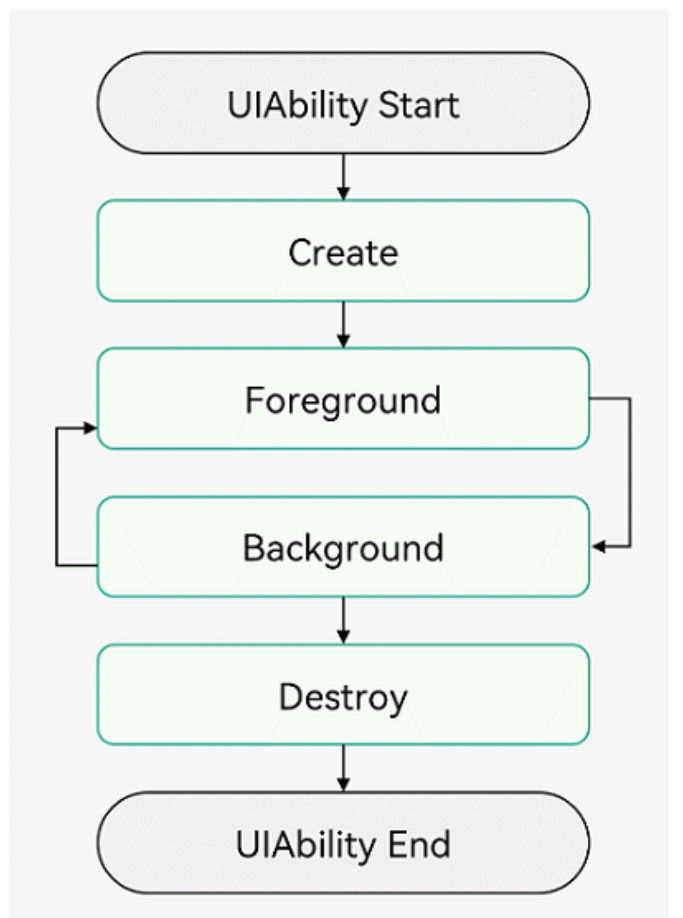 UIAbility Start
Create
Foreground
Background
Destroy
UIAbility End